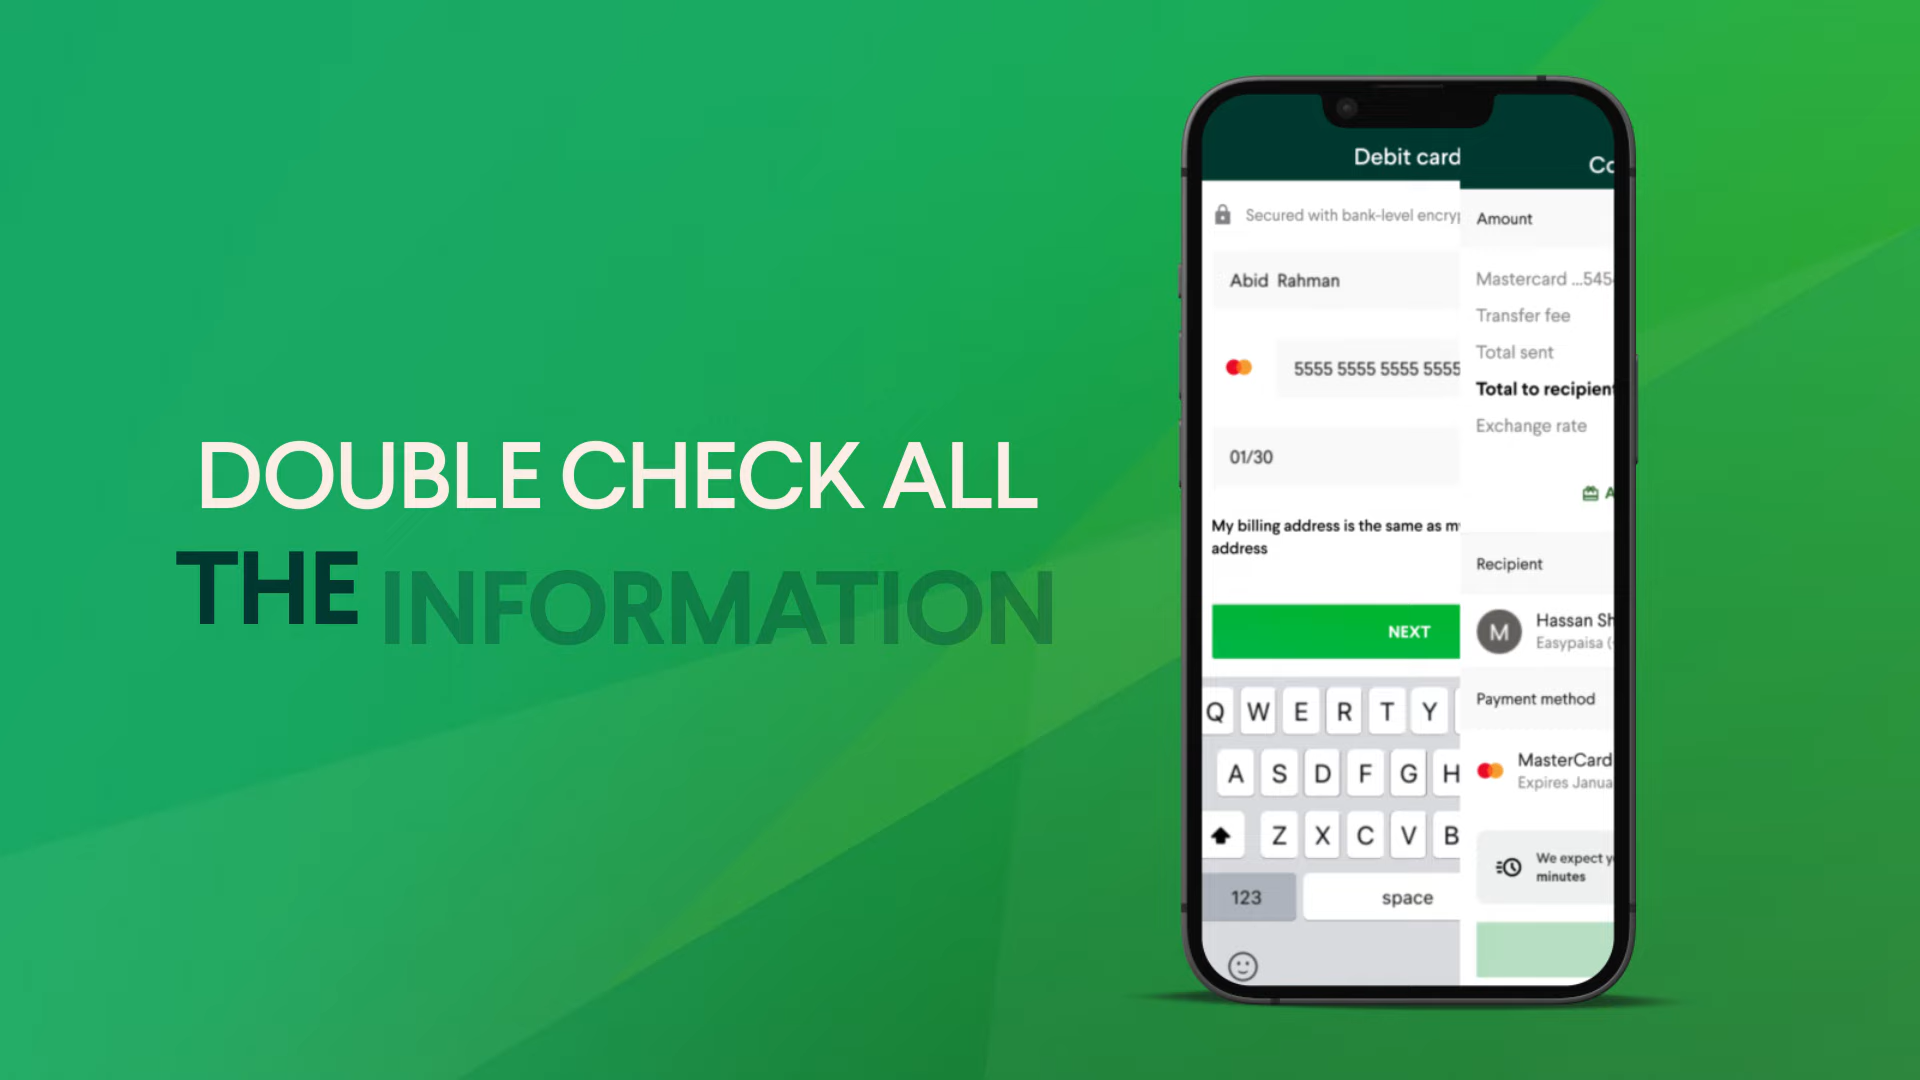 DOUBLE CHECK ALL
THE INFORMATION
Debit card
Secured with bank-level
Abid Rahman
5555 5555 5555 5555
01/30
My billing address is the same as
address
NEXT
Q W E R T Y
A S D F G H
Z X C V B
123 space
Amount
Mastercard ...545
Transfer fee
Total sent
Total to recipient
Exchange rate
Recipient
M
Hassan
Easypaisa
Payment method
MasterCard
Expires
We expect
minutes